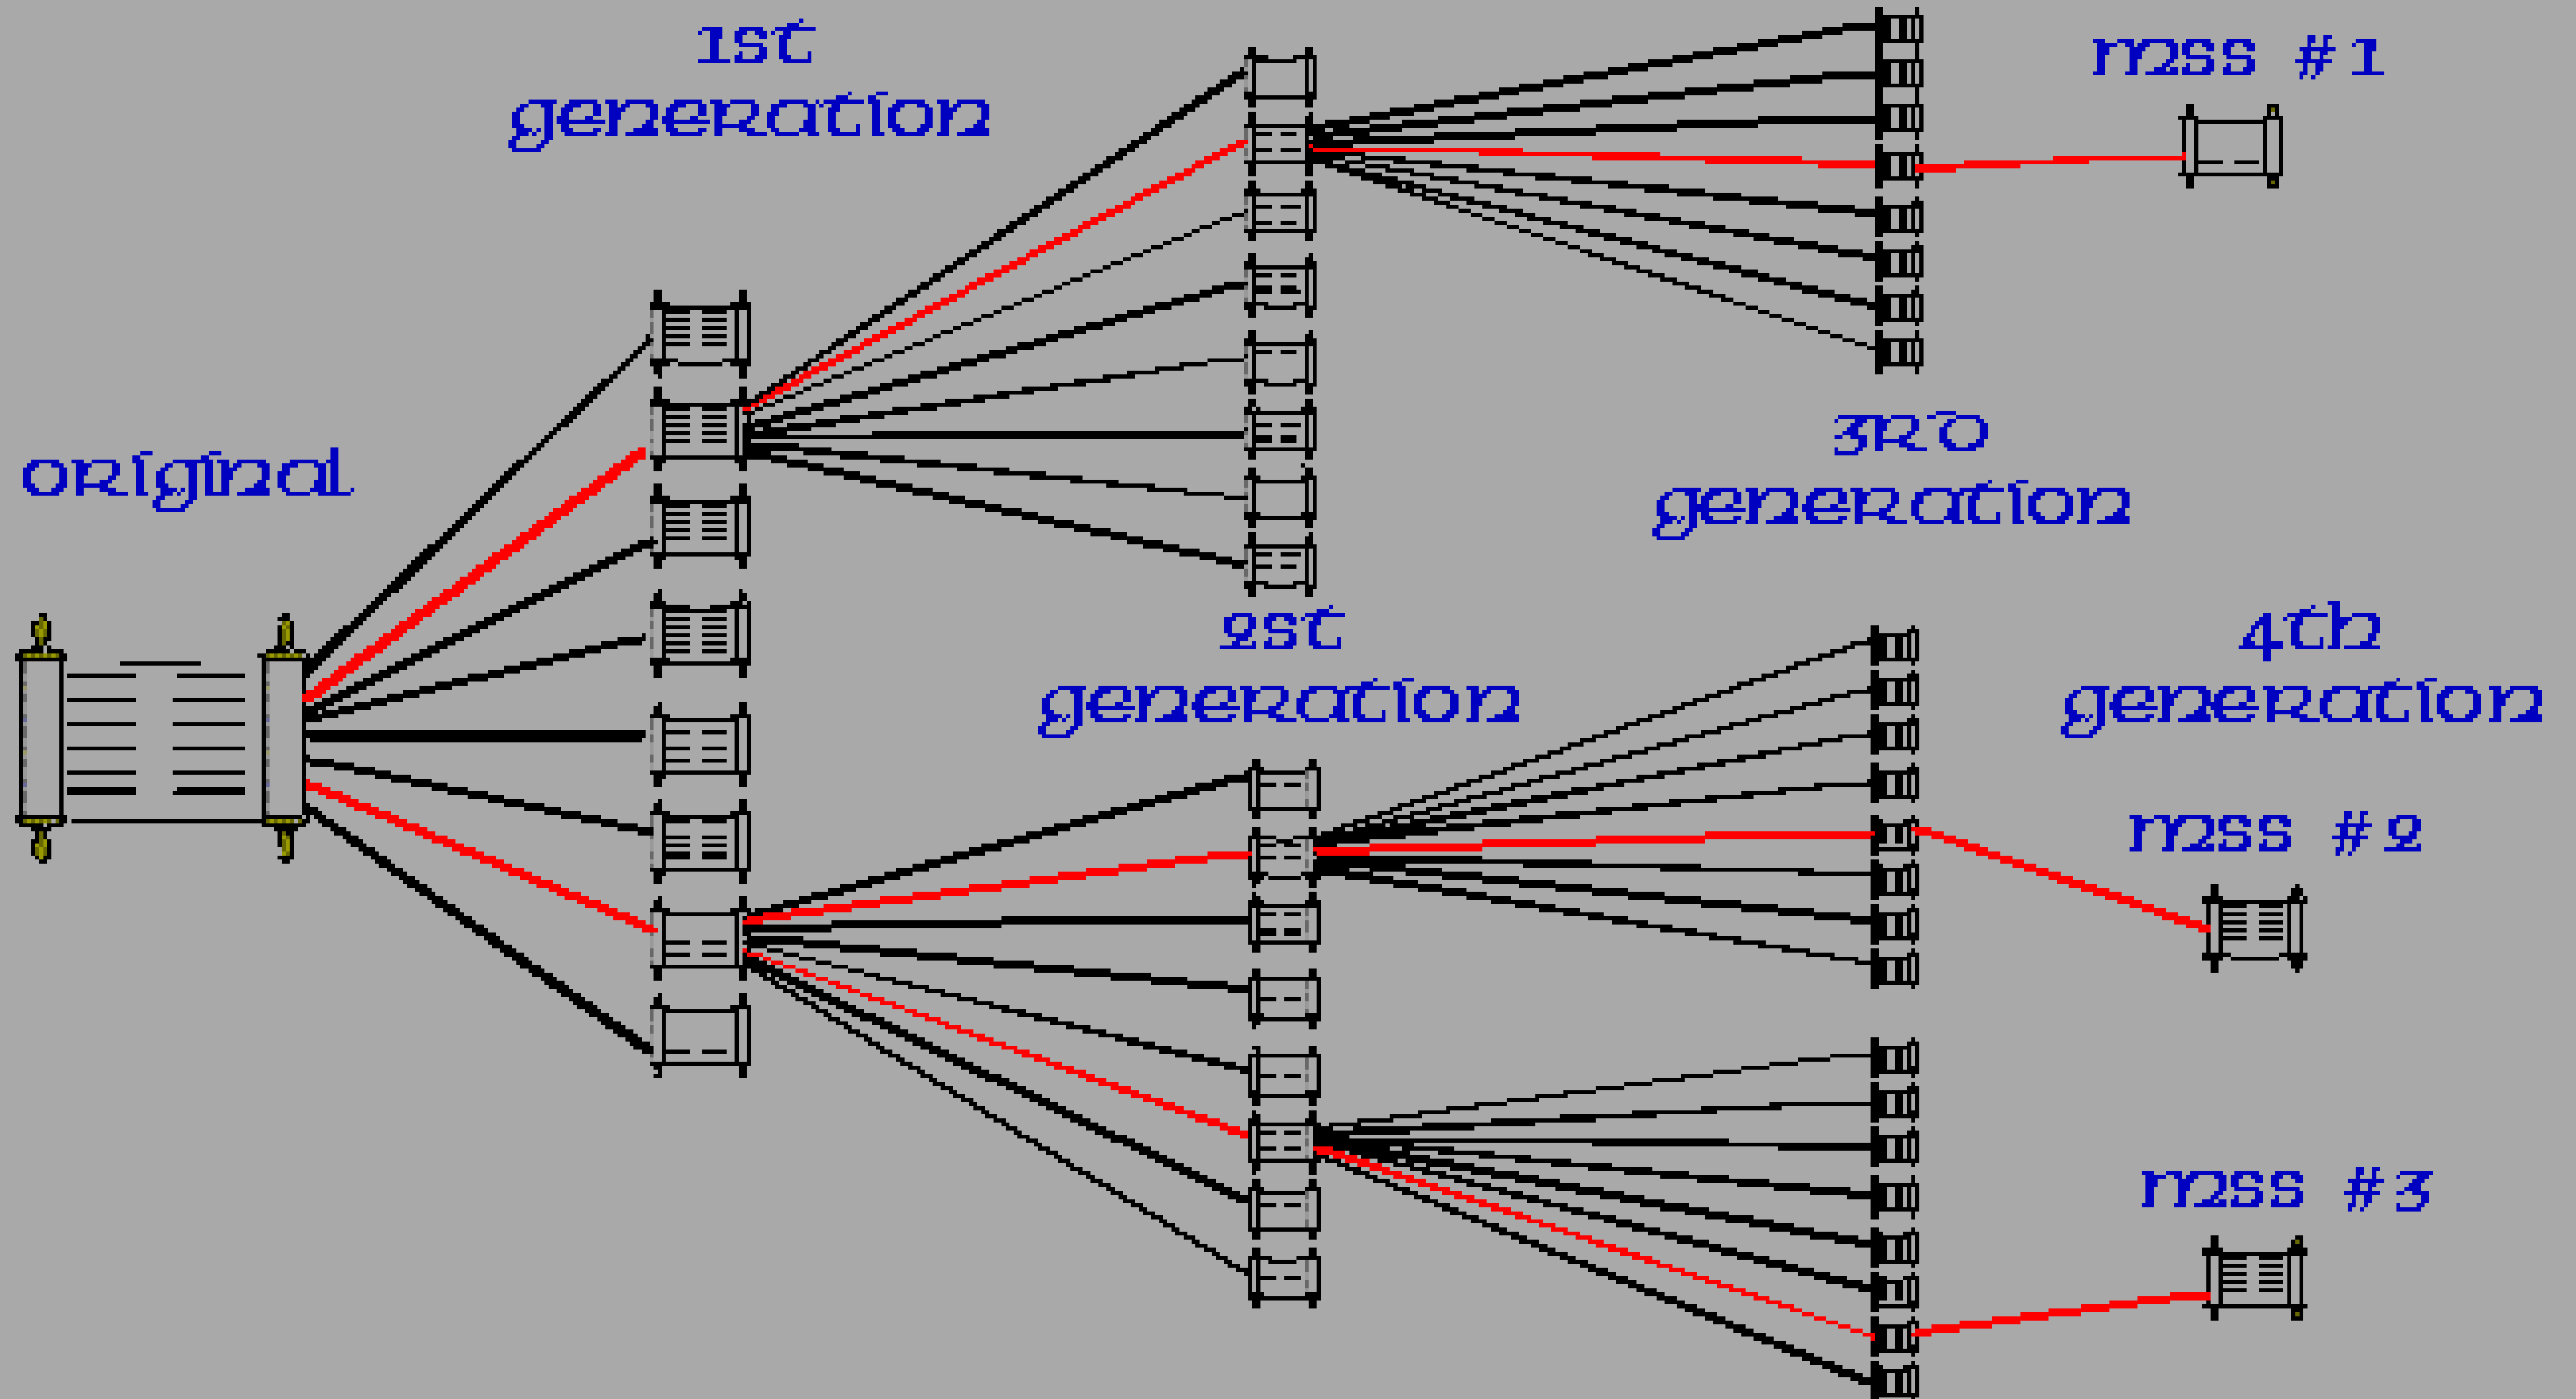 1st
generation
mss #1
original
3rd
generation
2st
generation
4th
generation
mss #2
mss #3